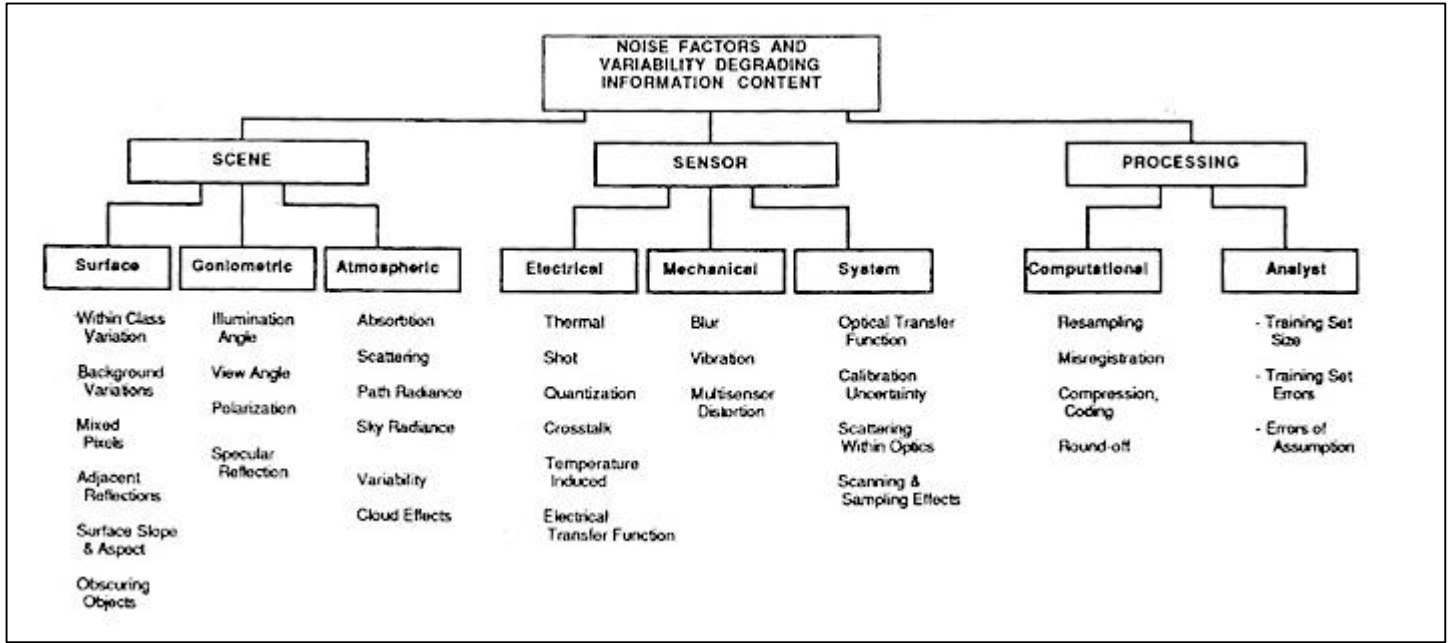 NOISE FACTORS AND
VARIABILITY DEGRADING
INFORMATION CONTENT
SCENE
SENSOR
PROCESSING
Surface
Goniometric
Atmospheric
Electrical
Mechanical
System
Computational
Analyst
Within Class
Variation
Background
Variations
Mixed
Pixels
Adjacent
Reflections
Surface Slope
& Aspect
Obscuring
Objects
Illumination
Angle
View Angle
Polarization
Specular
Reflection
Absorbtion
Scattering
Path Radiance
Sky Radiance
Variability
Cloud Effects
Thermal
Shot
Quantization
Crosstalk
Temperature
Induced
Electrical
Transfer Function
Blur
Vibration
Multisensor
Distortion
Optical Transfer
Function
Calibration
Uncertainty
Scattering
Within Optics
Scanning &
Sampling Effects
Resampling
Misregistration
Compression,
Coding
Round-off
- Training Set
Size
- Training Set
Errors
- Errors of
Assumption